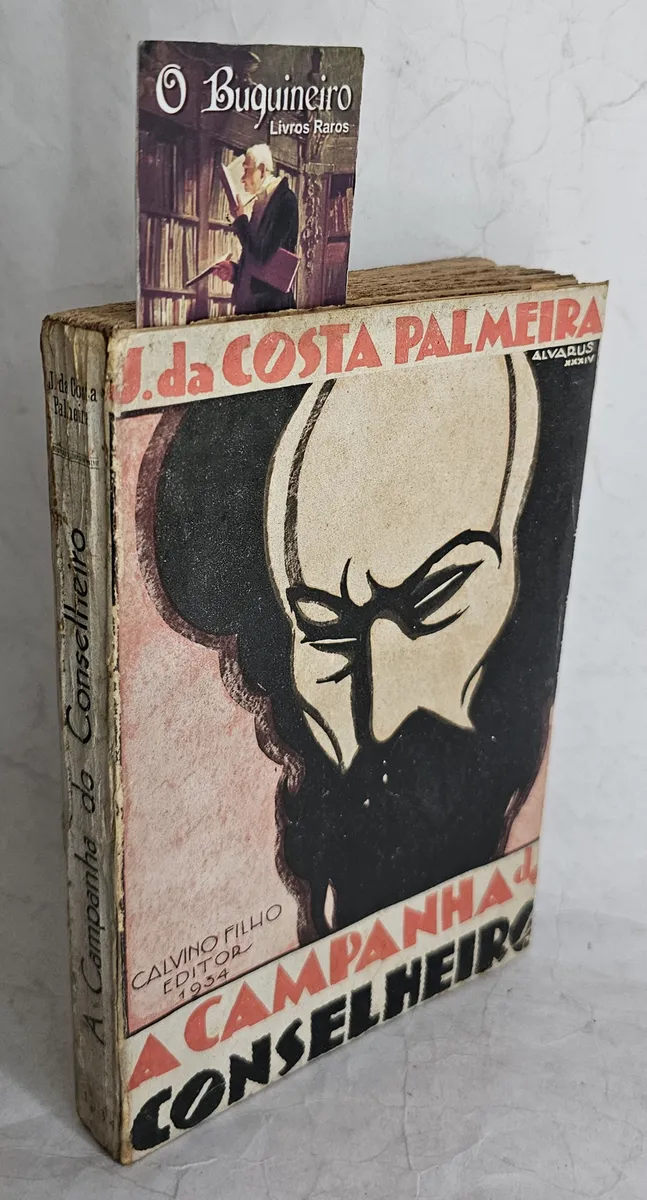 O Buquineiro
Livros Raros
J. da COSTA PALMEIRA
ALVARUS
XXXIV
CALVINO FILHO
EDITOR
1934
A CAMPANHA do
CONSELHEIRO
J. da Costa
Palmeira
A Campanha do Conselheiro